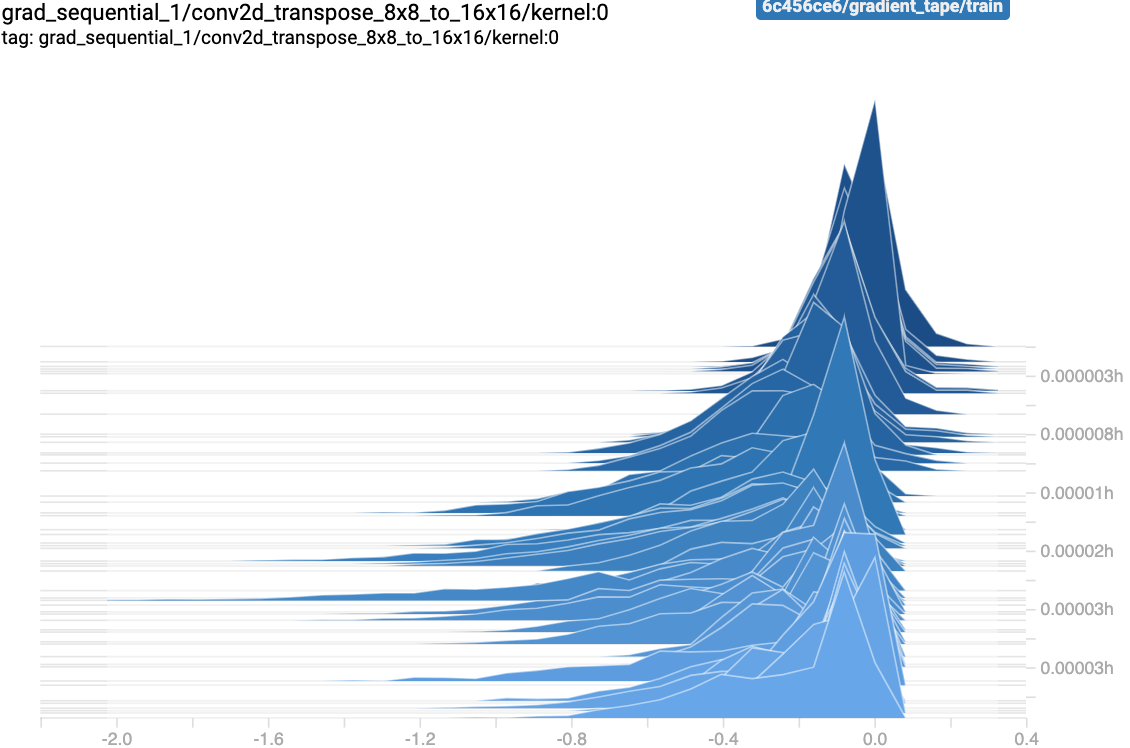 grad_sequential_1/conv2d_transpose_8x8_to_16x16/kernel:0
6c456ce6/gradient_tape/train
tag: grad_sequential_1/conv2d_transpose_8x8_to_16x16/kernel:0
0.000003h
0.000008h
0.00001h
0.00002h
0.00003h
0.00003h
-2.0 -1.6 -1.2 -0.8 -0.4 0.0 0.4